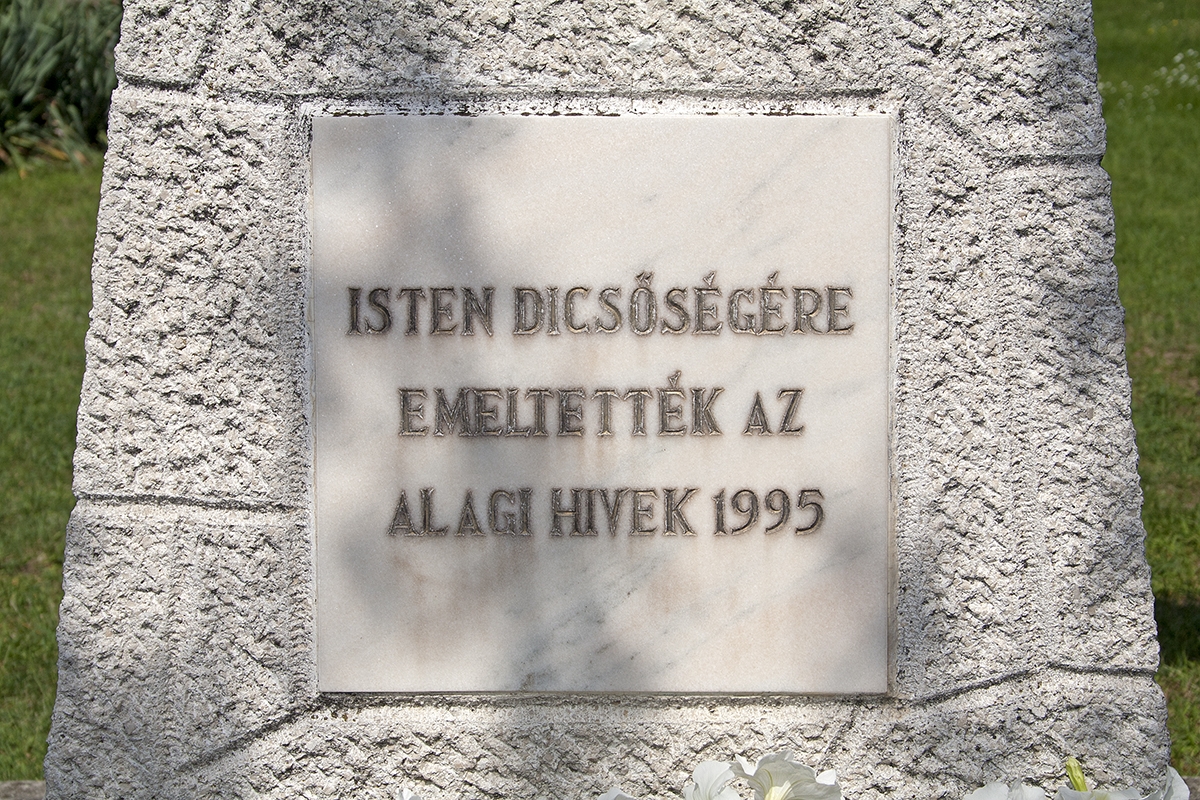 ISTEN DICSŐSÉGÉRE
EMELTETTÉK AZ
ALAGI HIVEK 1995